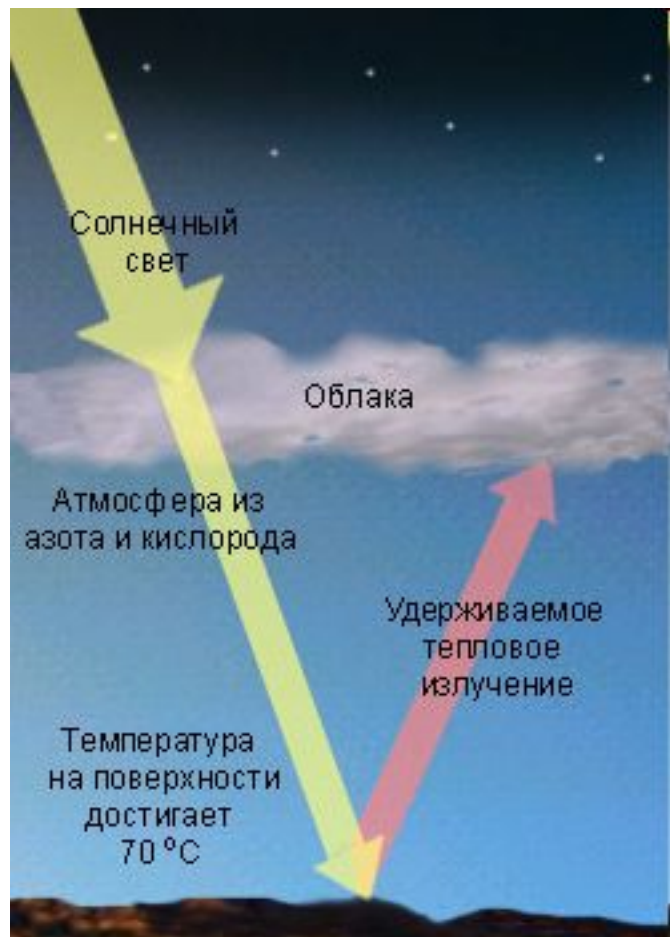 Солнечный
свет
Облака
Атмосфера из
азота и кислорода
Удерживаемое
тепловое
излучение
Температура
на поверхности
достигает
70 °C